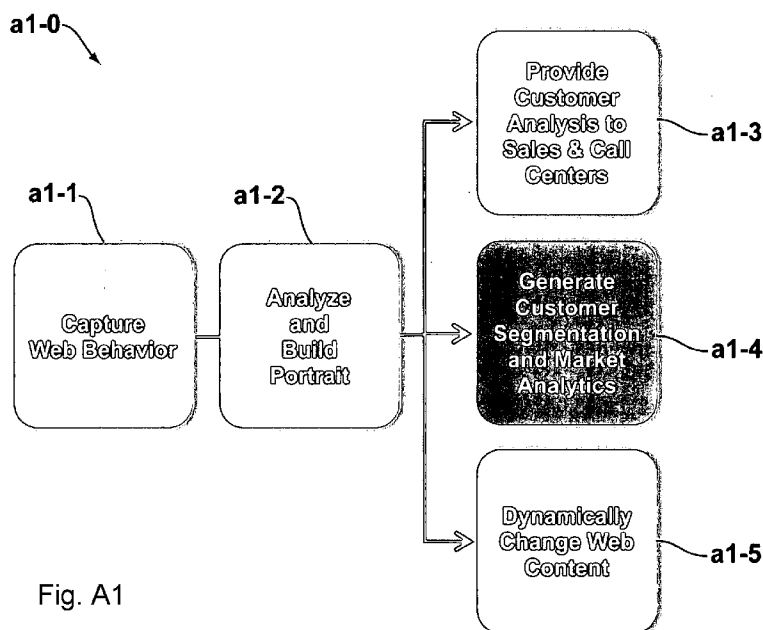 a1-0
Provide
Customer
Analysis to
Sales & Call
Centers
a1-3
a1-1
a1-2
Capture
Web Behavior
Analyze
and
Build
Portrait
Generate
Customer
Segmentation
and Market
Analytics
a1-4
Dynamically
Change Web
Content
a1-5
Fig. A1